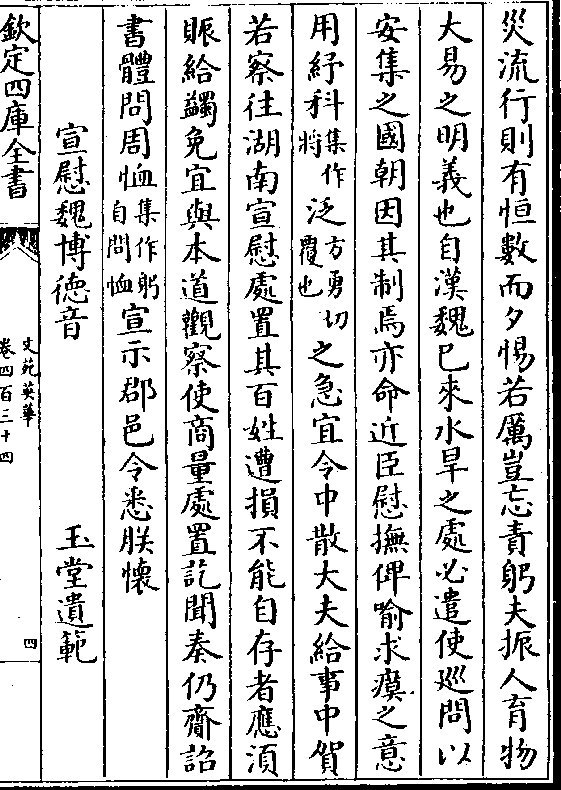 災流行則有恒數而夕惕若厲豈忘責躬夫振人育物
大易之明義也自漢魏已來水旱之處必遣使廵問以
安集之國朝因其制焉亦命近臣慰撫俾喻求瘼之意
用紓科集作將泛方勇切覆也之急宜令中散大夫給事中賀
若察往湖南宣慰處置其百姓遭損不能自存者應須
賑給蠲免宜與本道觀察使商量處置訖聞奏仍齎詔
書體問周恤集作躬自問恤宣示郡邑令悉朕懷
宣慰魏博德音 玉堂遺範
欽定四庫全書
文苑英華
卷四百三十四
四